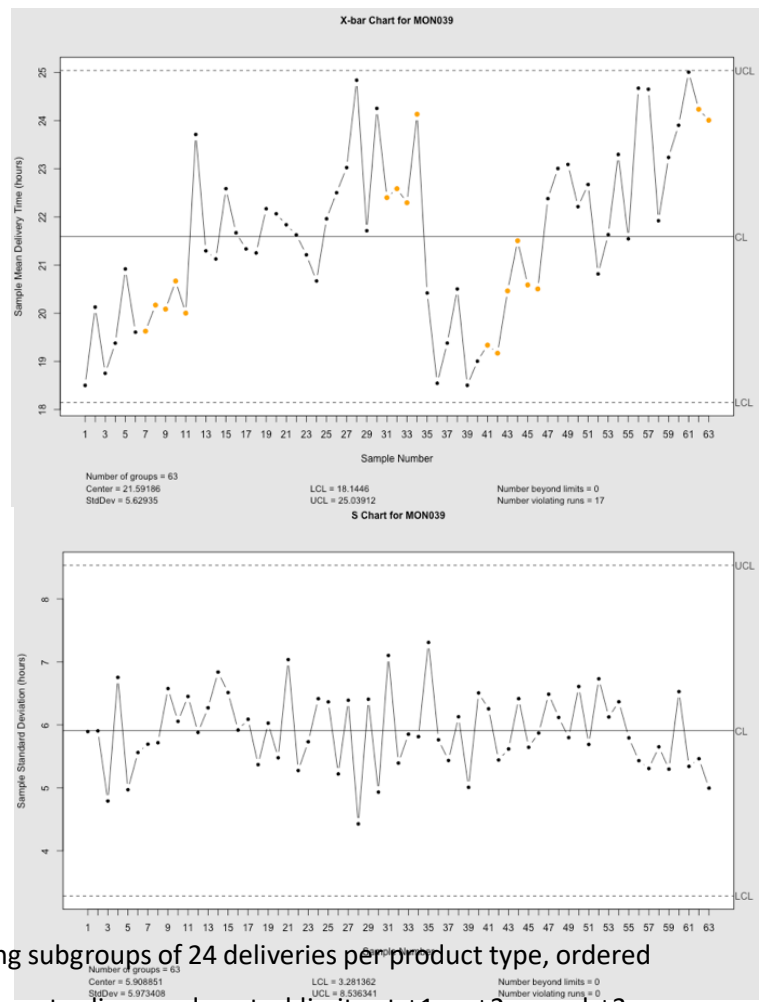 X-bar Chart for MON039
UCL
CL
LCL
Sample Mean Delivery Time (hours)
25
24
23
22
21
20
19
18
1 3 5 7 9 11 13 15 17 19 21 23 25 27 29 31 33 35 37 39 41 43 45 47 49 51 53 55 57 59 61 63
Sample Number
Number of groups = 63
Center = 21.59186 LCL = 18.1446 Number beyond limits = 0
StdDev = 5.62935 UCL = 25.03912 Number violating runs = 17
S Chart for MON039
UCL
CL
LCL
Sample Standard Deviation (hours)
8
7
6
5
4
1 3 5 7 9 11 13 15 17 19 21 23 25 27 29 31 33 35 37 39 41 43 45 47 49 51 53 55 57 59 61 63
Sample Number
ng subgroups of 24 deliveries per product type, ordered
Number of groups = 63
Center = 5.908851 LCL = 3.281362 Number beyond limits = 0
StdDev = 5.973408 UCL = 8.536341 Number violating runs = 0